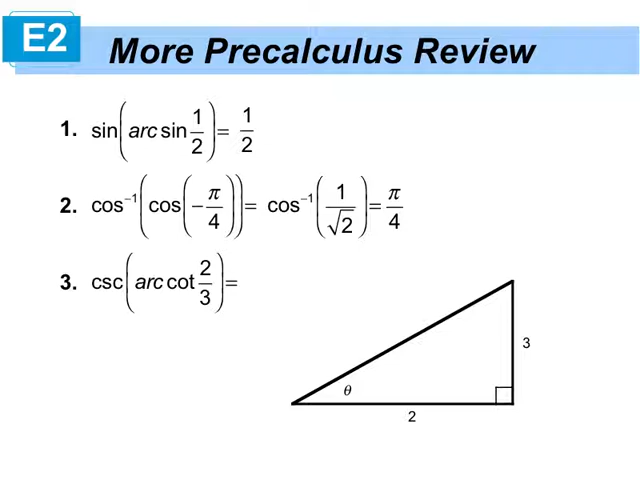 E2
More Precalculus Review
1. sin(arc sin 1/2) = 1/2
2. cos⁻¹(cos(−π/4)) = cos⁻¹(1/√2) = π/4
3. csc(arc cot 2/3) =
3
θ
2